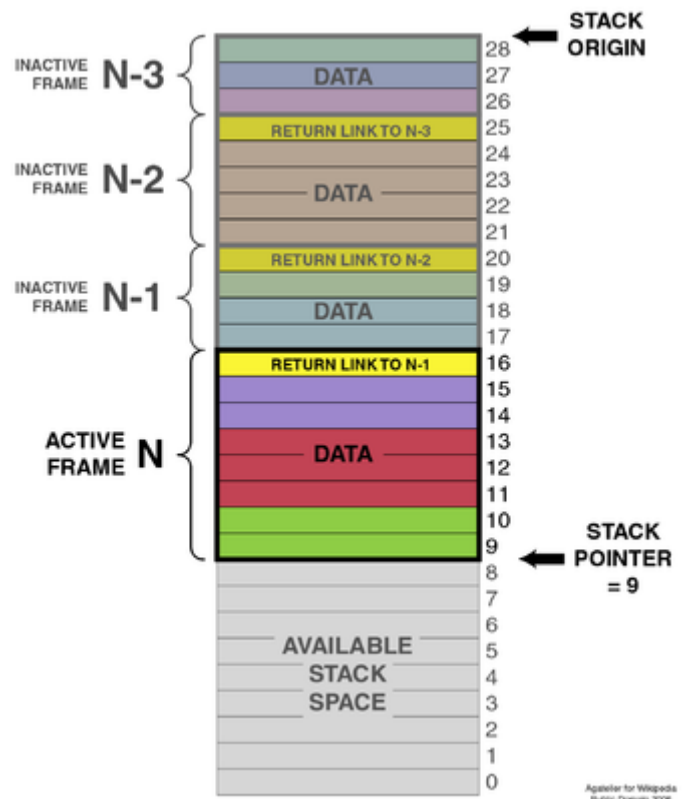 STACK
ORIGIN
28
INACTIVE
FRAME N-3
DATA
27
26
RETURN LINK TO N-3
25
24
INACTIVE
FRAME N-2
23
DATA
22
21
RETURN LINK TO N-2
20
19
INACTIVE
FRAME N-1
DATA
18
17
RETURN LINK TO N-1
16
15
14
13
ACTIVE
FRAME N
DATA
12
11
10
9
STACK
POINTER
= 9
8
7
6
AVAILABLE
STACK
SPACE
5
4
3
2
1
0
Agateller for Wikipedia
Public Domain 2006